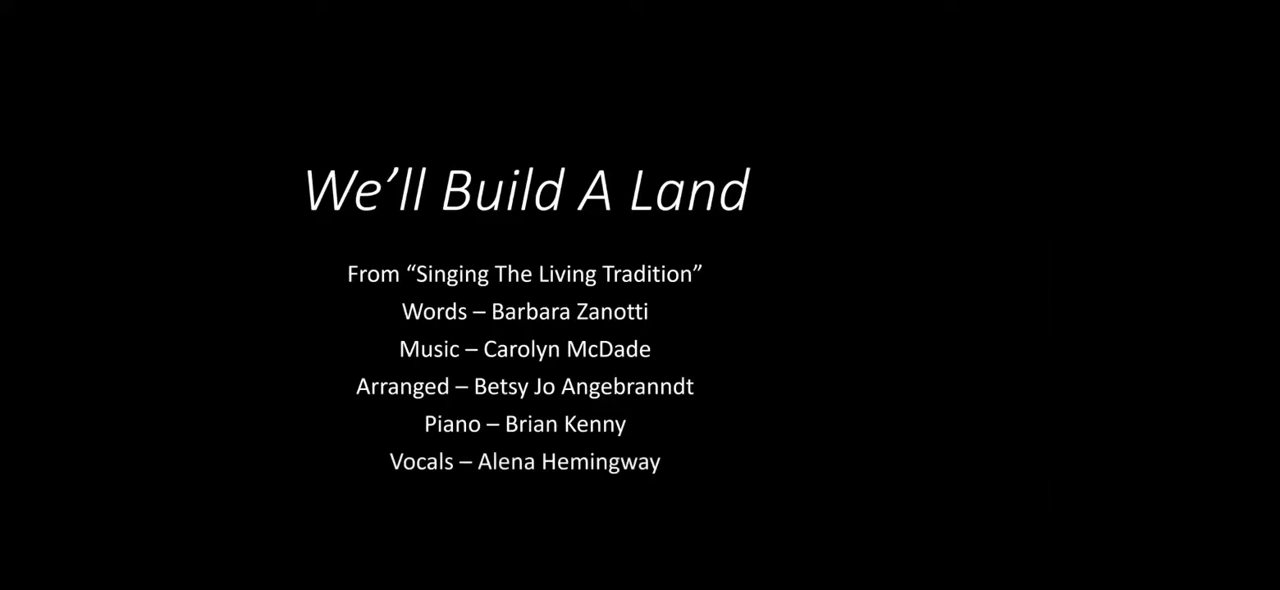 We’ll Build A Land
From “Singing The Living Tradition”
Words – Barbara Zanotti
Music – Carolyn McDade
Arranged – Betsy Jo Angebranndt
Piano – Brian Kenny
Vocals – Alena Hemingway